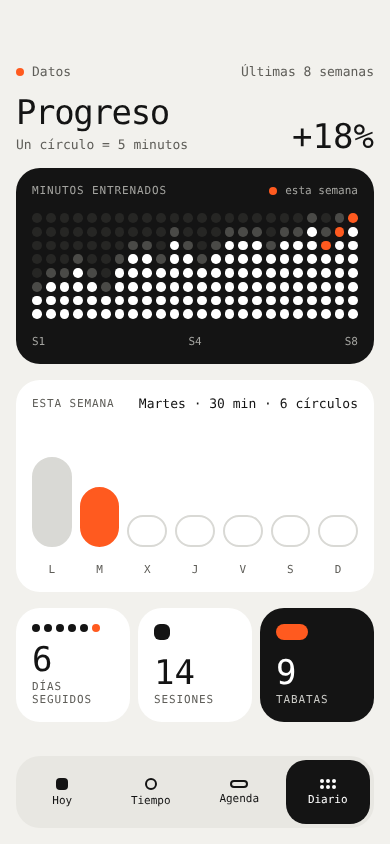 Datos
Últimas 8 semanas
Progreso
Un círculo = 5 minutos
+18%
MINUTOS ENTRENADOS
esta semana
S1
S4
S8
ESTA SEMANA
Martes · 30 min · 6 círculos
L
M
X
J
V
S
D
6
DÍAS
SEGUIDOS
14
SESIONES
9
TABATAS
Hoy
Tiempo
Agenda
Diario